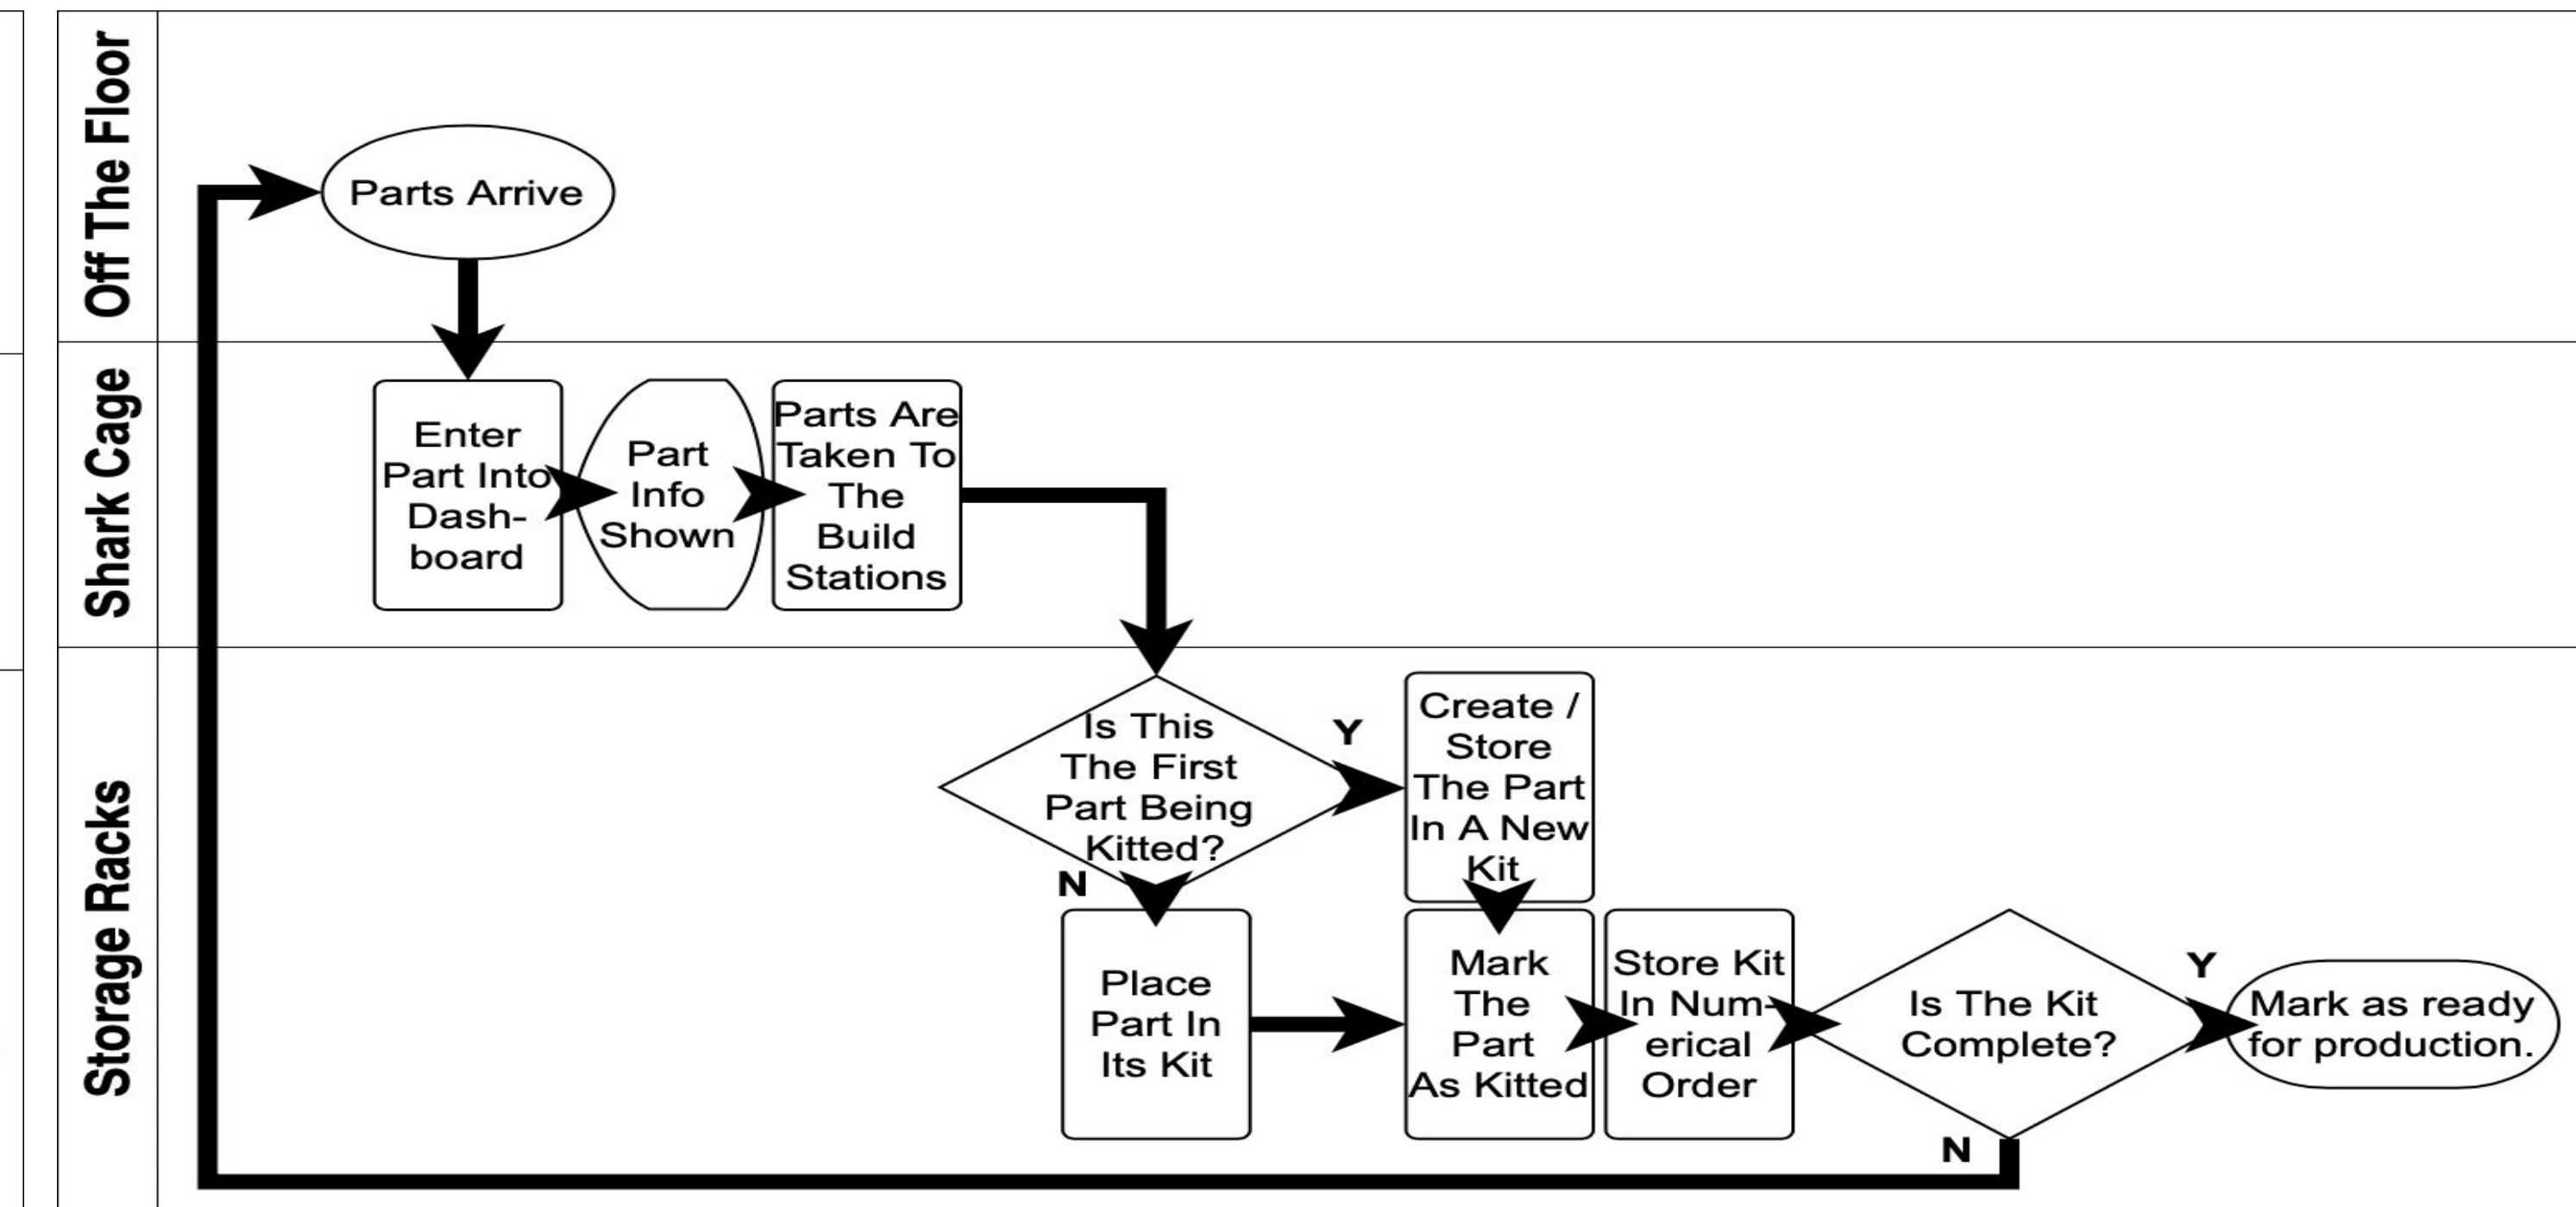 Off The Floor
Parts Arrive
Shark Cage
Enter
Part Into
Dash-
board
Part
Info
Shown
Parts Are
Taken To
The
Build
Stations
Storage Racks
Is This
The First
Part Being
Kitted?
Y
N
Create /
Store
The Part
In A New
Kit
Place
Part In
Its Kit
Mark
The
Part
As Kitted
Store Kit
In Num-
erical
Order
Is The Kit
Complete?
Y
N
Mark as ready
for production.